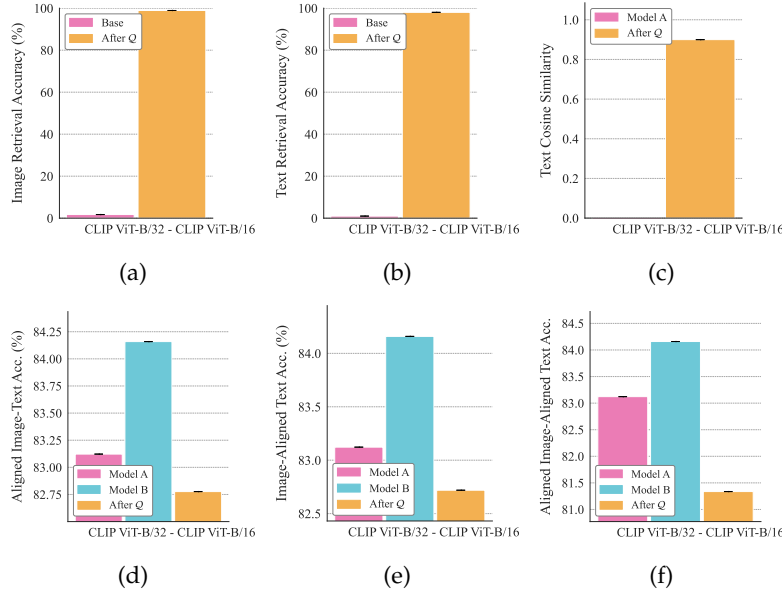 Image Retrieval Accuracy (%)
100
80
60
40
20
0
Base
After Q
CLIP ViT-B/32 - CLIP ViT-B/16
(a)
Text Retrieval Accuracy (%)
100
80
60
40
20
0
Base
After Q
CLIP ViT-B/32 - CLIP ViT-B/16
(b)
Text Cosine Similarity
1.0
0.8
0.6
0.4
0.2
0.0
Model A
After Q
CLIP ViT-B/32 - CLIP ViT-B/16
(c)
Aligned Image-Text Acc. (%)
84.25
84.00
83.75
83.50
83.25
83.00
82.75
Model A
Model B
After Q
CLIP ViT-B/32 - CLIP ViT-B/16
(d)
Image-Aligned Text Acc. (%)
84.0
83.5
83.0
82.5
Model A
Model B
After Q
CLIP ViT-B/32 - CLIP ViT-B/16
(e)
Aligned Image-Aligned Text Acc.
84.5
84.0
83.5
83.0
82.5
82.0
81.5
81.0
Model A
Model B
After Q
CLIP ViT-B/32 - CLIP ViT-B/16
(f)